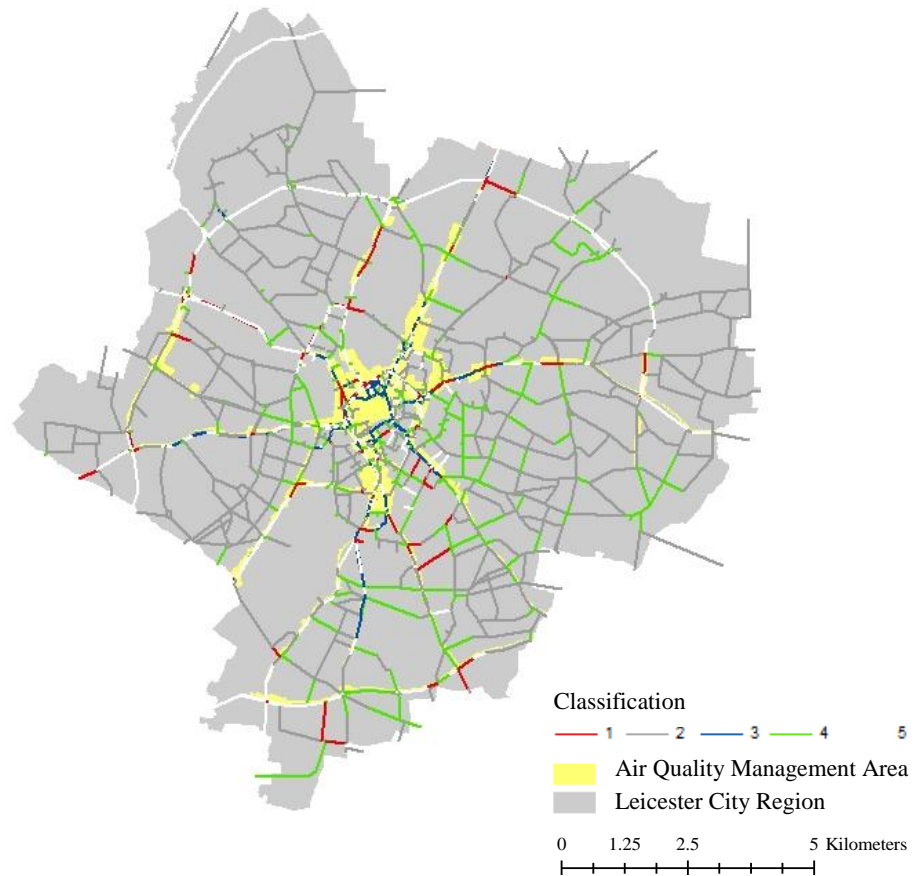 Classification
1 2 3 4 5
Air Quality Management Area
Leicester City Region
0 1.25 2.5 5 Kilometers